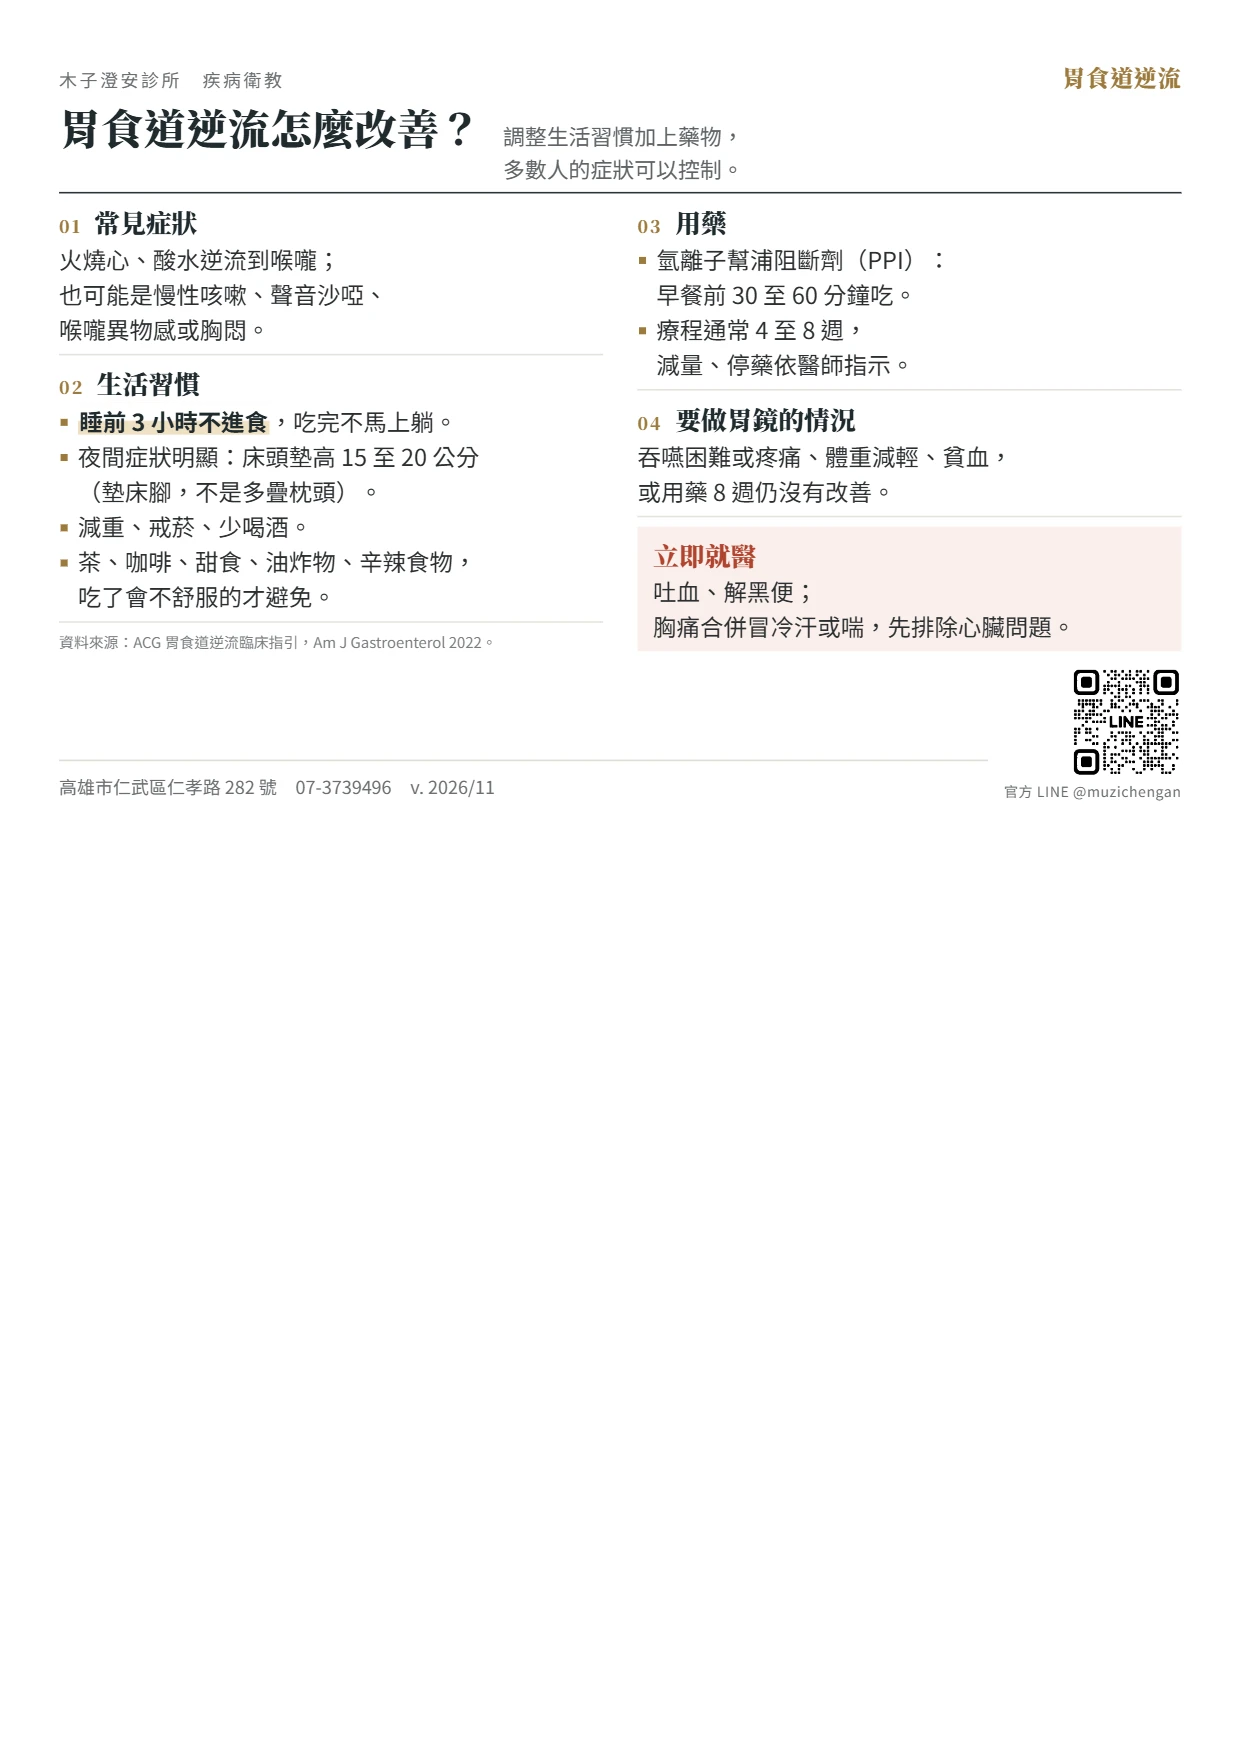 木子澄安診所　疾病衛教
胃食道逆流
胃食道逆流怎麼改善？
調整生活習慣加上藥物，
多數人的症狀可以控制。
01 常見症狀
火燒心、酸水逆流到喉嚨；
也可能是慢性咳嗽、聲音沙啞、
喉嚨異物感或胸悶。
02 生活習慣
▪ 睡前 3 小時不進食，吃完不馬上躺。
▪ 夜間症狀明顯：床頭墊高 15 至 20 公分
（墊床腳，不是多疊枕頭）。
▪ 減重、戒菸、少喝酒。
▪ 茶、咖啡、甜食、油炸物、辛辣食物，
吃了會不舒服的才避免。
資料來源：ACG 胃食道逆流臨床指引，Am J Gastroenterol 2022。
03 用藥
▪ 氫離子幫浦阻斷劑（PPI）：
早餐前 30 至 60 分鐘吃。
▪ 療程通常 4 至 8 週，
減量、停藥依醫師指示。
04 要做胃鏡的情況
吞嚥困難或疼痛、體重減輕、貧血，
或用藥 8 週仍沒有改善。
立即就醫
吐血、解黑便；
胸痛合併冒冷汗或喘，先排除心臟問題。
LINE
高雄市仁武區仁孝路 282 號　07-3739496　v. 2026/11
官方 LINE @muzichengan